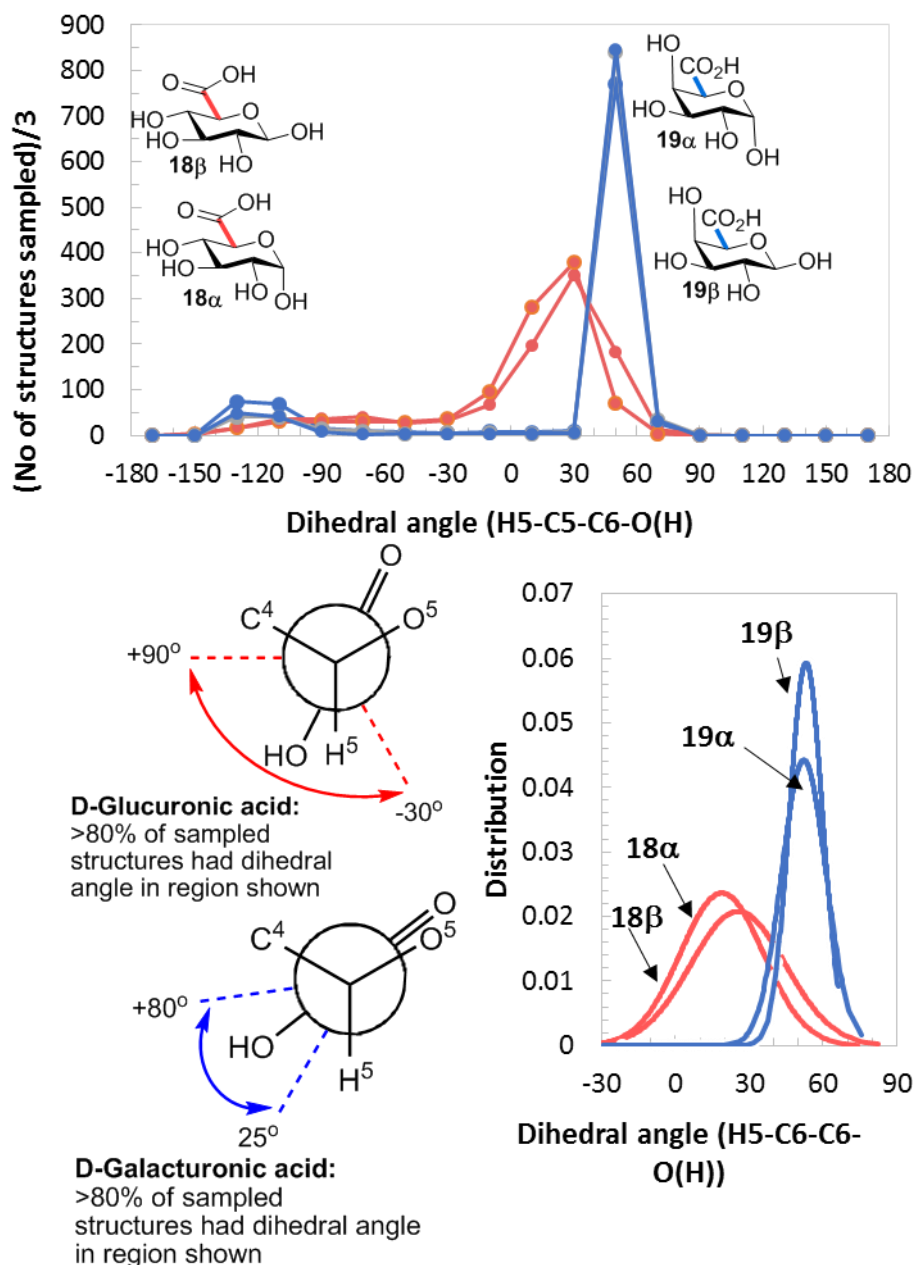 900
800
700
600
500
400
300
200
100
0
(No of structures sampled)/3
O
OH
HO
O
HO
HO
OH
18β
O
OH
HO
O
HO
HO
OH
18α
HO
CO₂H
O
HO
HO
OH
19α
HO
CO₂H
O
HO
OH
HO
19β
-180 -150 -120 -90 -60 -30 0 30 60 90 120 150 180
Dihedral angle (H5-C5-C6-O(H)
O
C⁴
O⁵
+90°
HO
H⁵
-30°
D-Glucuronic acid:
>80% of sampled
structures had dihedral
angle in region shown
O
C⁴
O⁵
+80°
HO
H⁵
25°
D-Galacturonic acid:
>80% of sampled
structures had dihedral angle
in region shown
0.07
0.06
0.05
0.04
0.03
0.02
0.01
0
Distribution
19β
19α
18α
18β
-30 0 30 60 90
Dihedral angle (H5-C6-C6-
O(H))